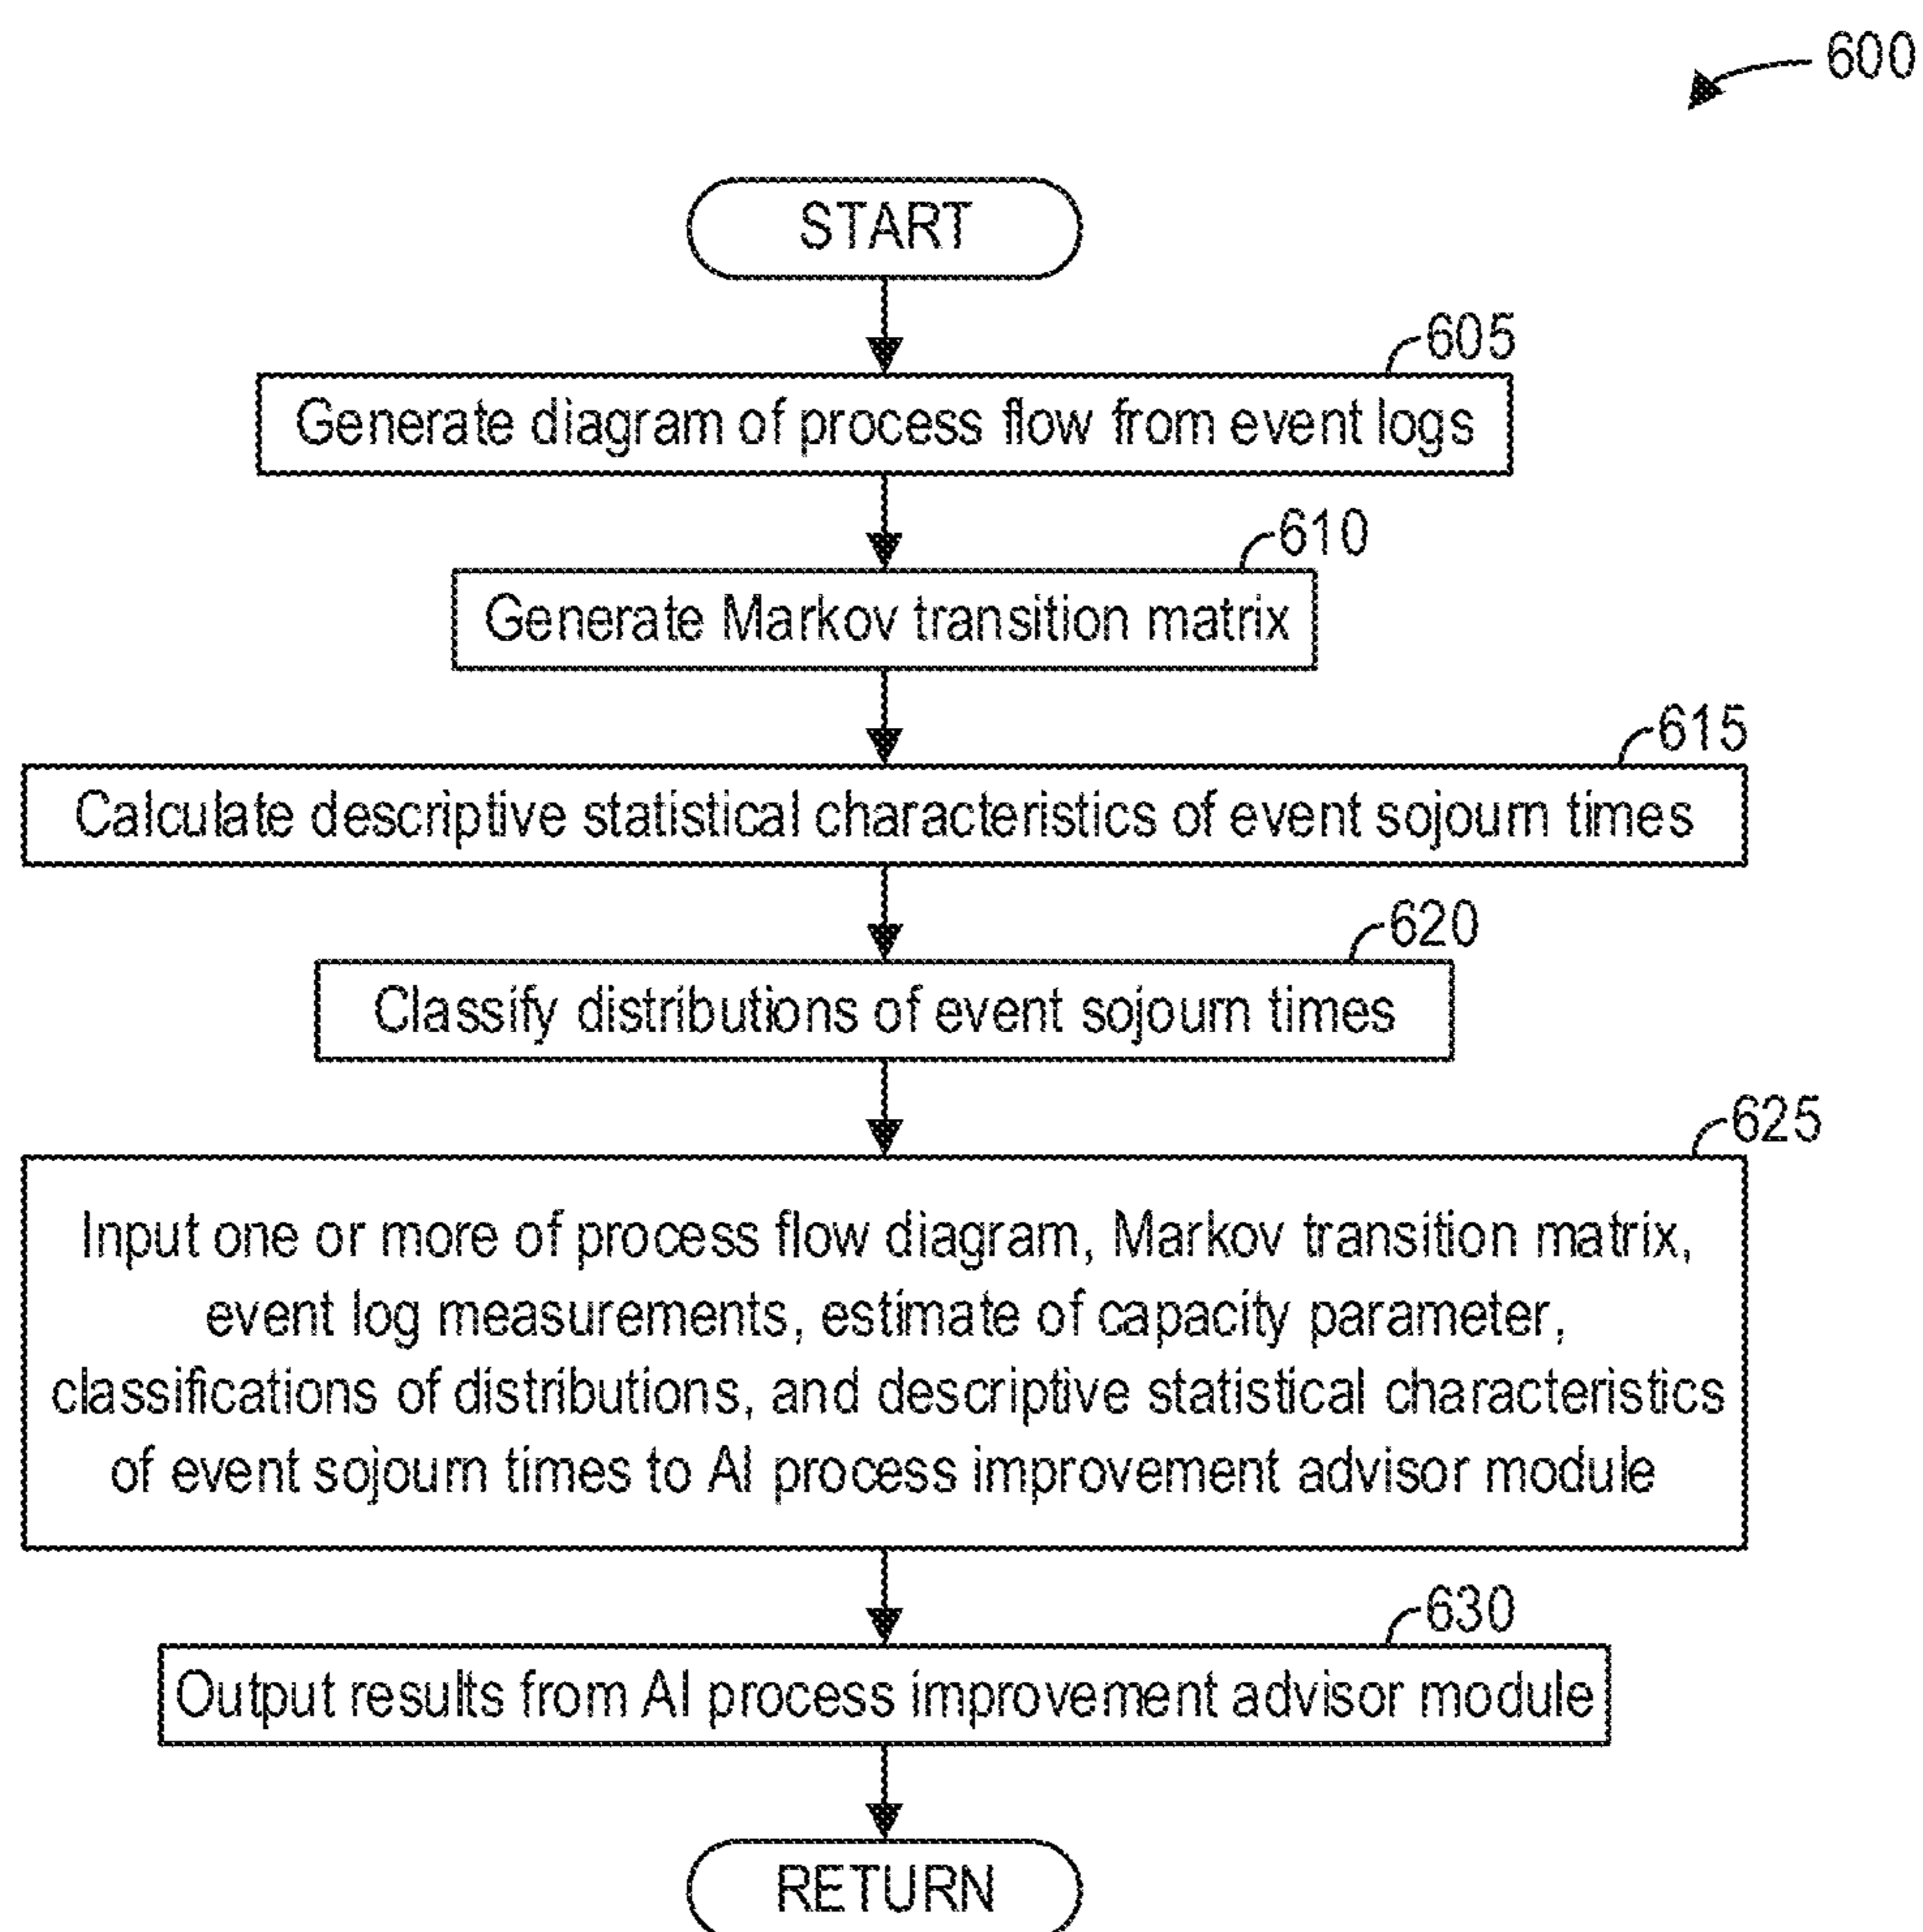 600
START
605
Generate diagram of process flow from event logs
610
Generate Markov transition matrix
615
Calculate descriptive statistical characteristics of event sojourn times
620
Classify distributions of event sojourn times
625
Input one or more of process flow diagram, Markov transition matrix,
event log measurements, estimate of capacity parameter,
classifications of distributions, and descriptive statistical characteristics
of event sojourn times to AI process improvement advisor module
630
Output results from AI process improvement advisor module
RETURN